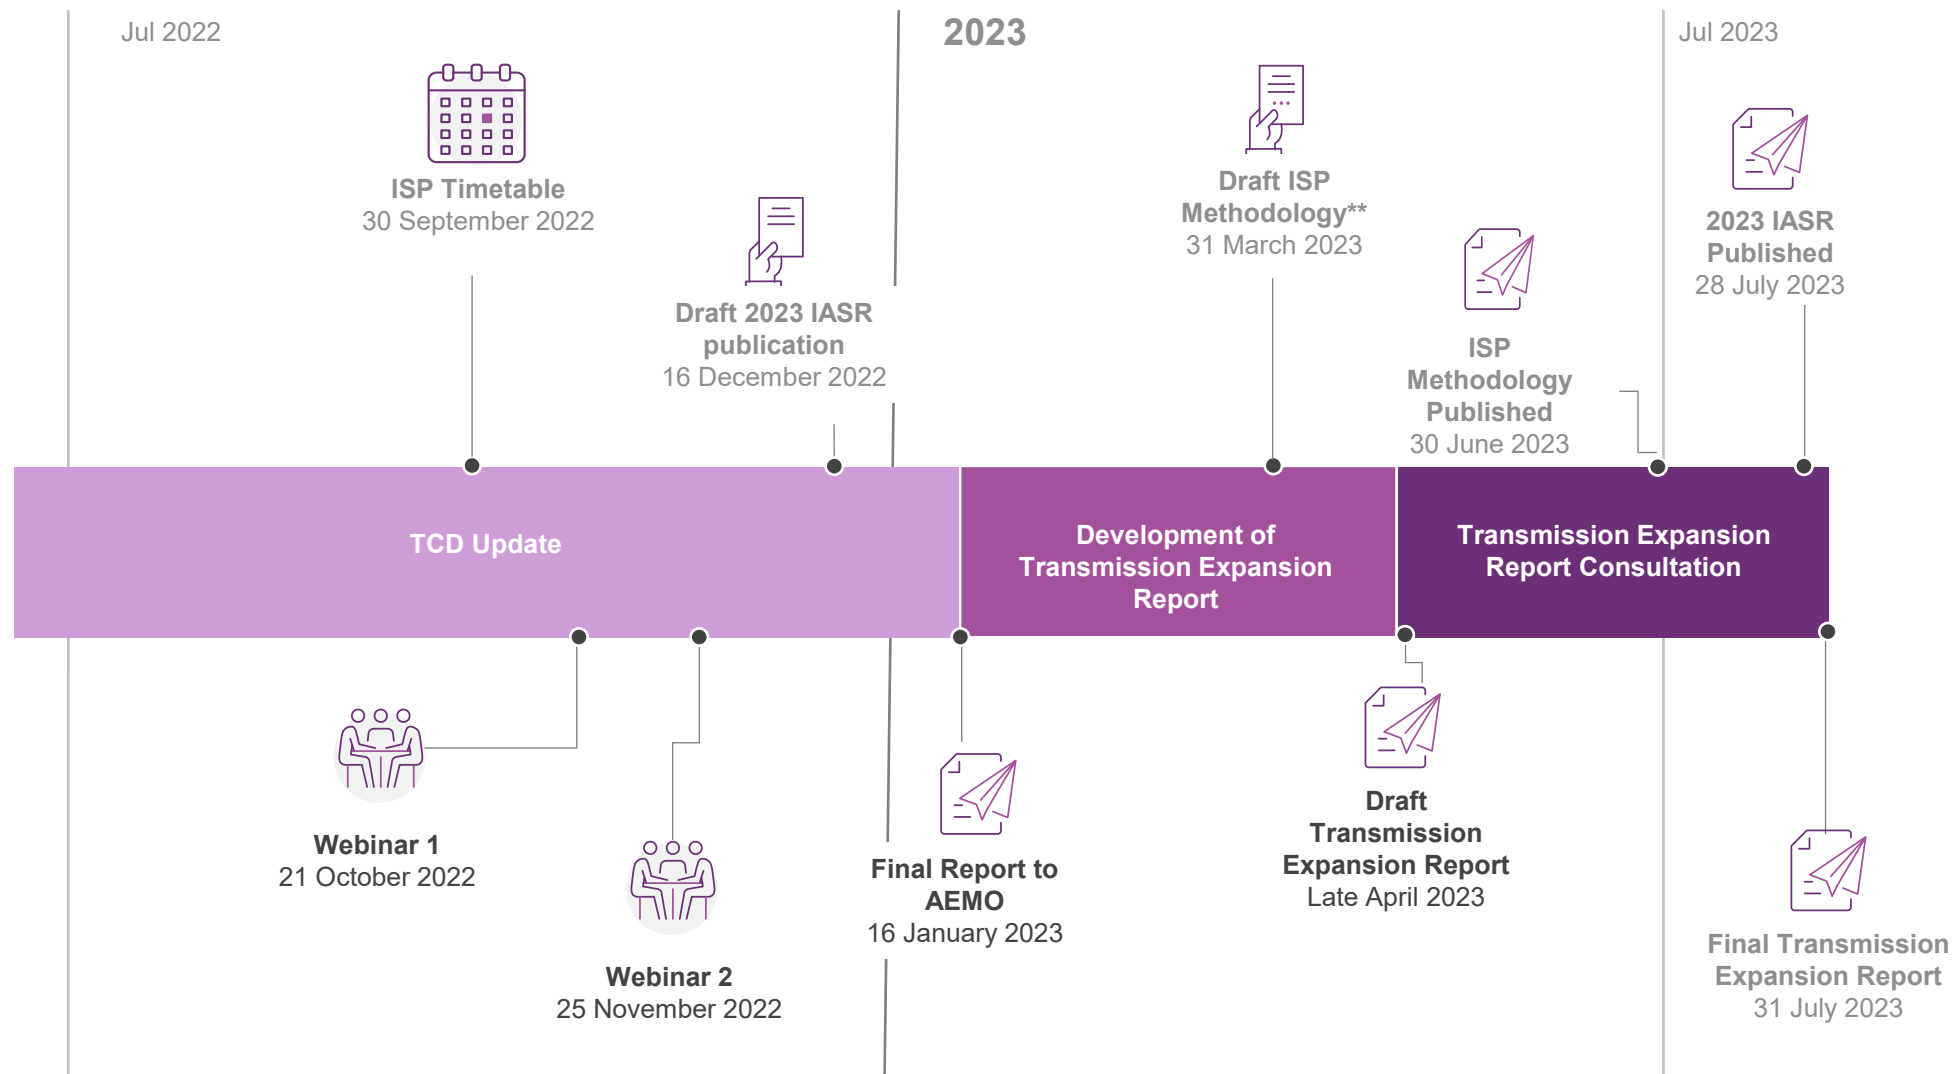 Jul 2022
2023
Jul 2023
ISP Timetable
30 September 2022
Draft 2023 IASR
publication
16 December 2022
Draft ISP
Methodology**
31 March 2023
ISP
Methodology
Published
30 June 2023
2023 IASR
Published
28 July 2023
TCD Update
Development of
Transmission Expansion
Report
Transmission Expansion
Report Consultation
Webinar 1
21 October 2022
Webinar 2
25 November 2022
Final Report to
AEMO
16 January 2023
Draft
Transmission
Expansion Report
Late April 2023
Final Transmission
Expansion Report
31 July 2023